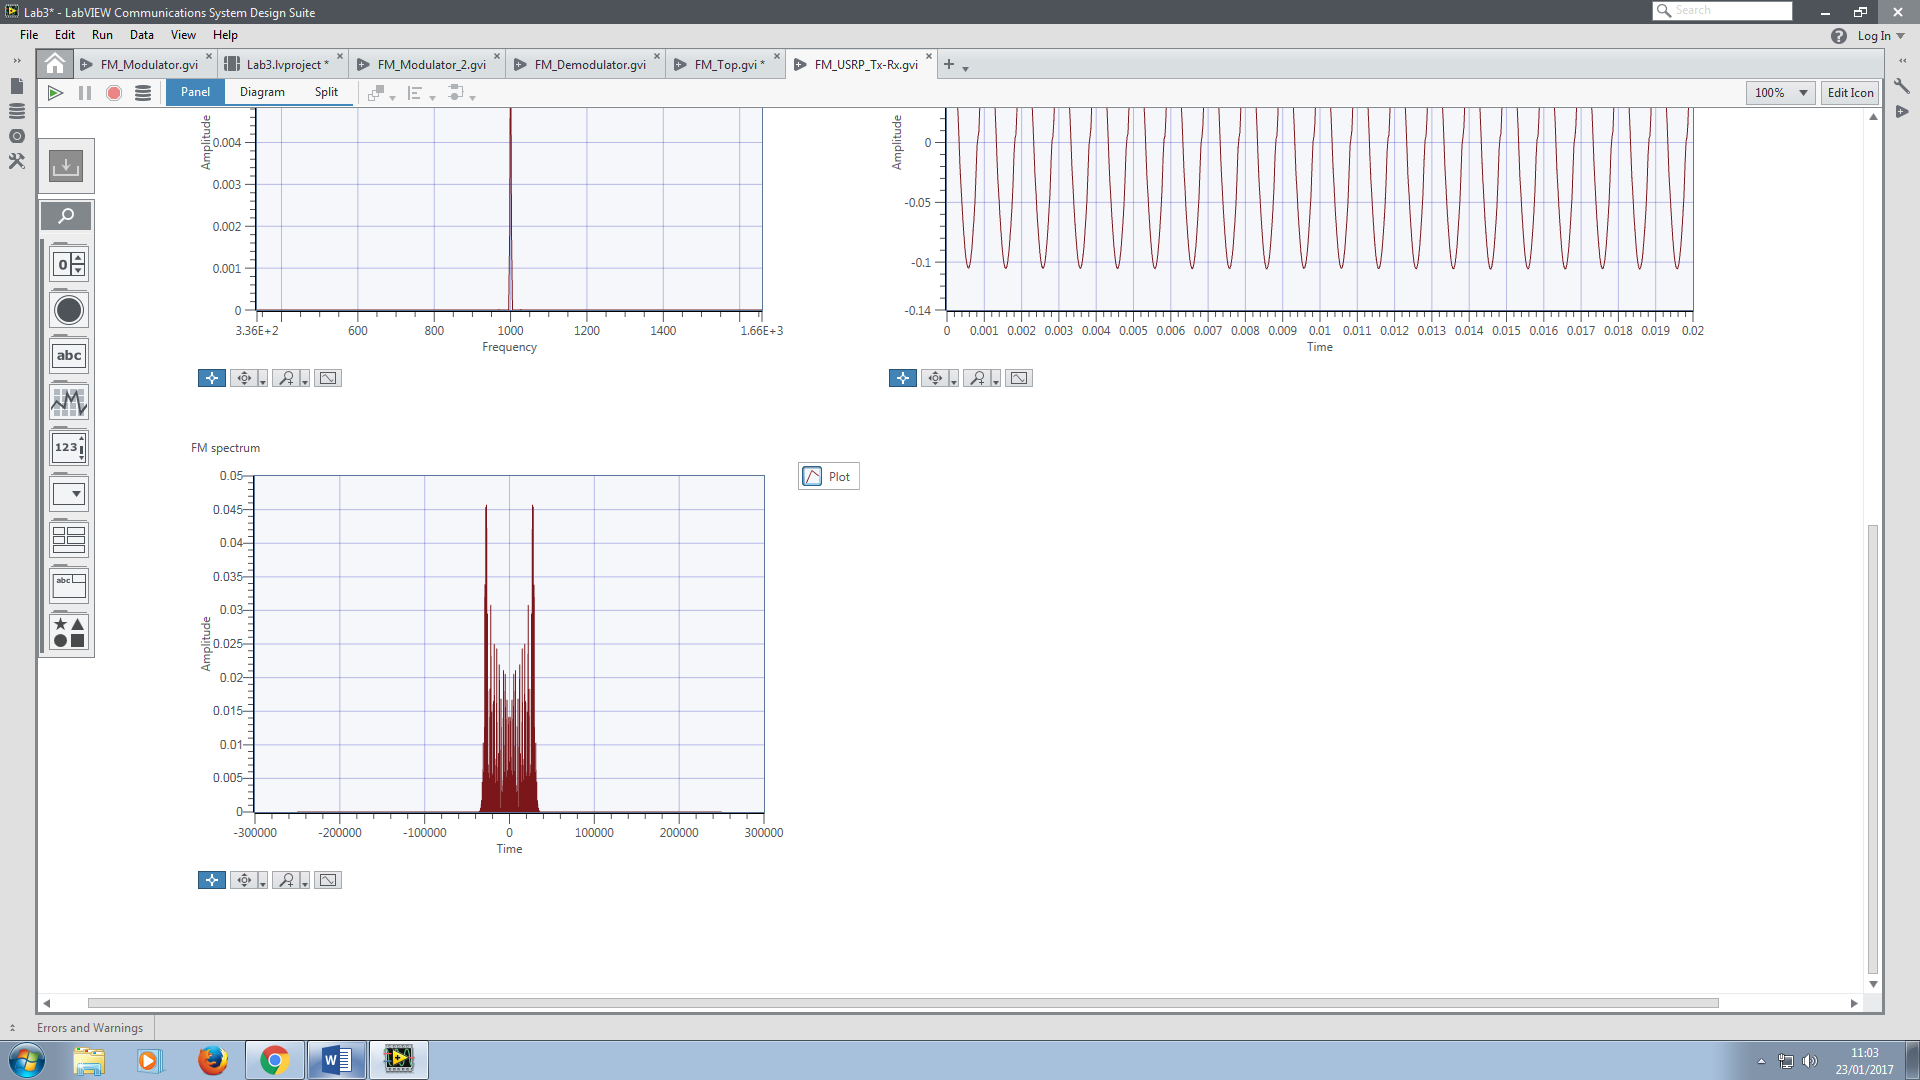 Lab3* - LabVIEW Communications System Design Suite
Search
File Edit Run Data View Help
Log In
FM_Modulator.gvi
Lab3.lvproject *
FM_Modulator_2.gvi
FM_Demodulator.gvi
FM_Top.gvi *
FM_USRP_Tx-Rx.gvi
Panel Diagram Split
100%
Edit Icon
Amplitude
0.004
0.003
0.002
0.001
0
3.36E+2 600 800 1000 1200 1400 1.66E+3
Frequency
Amplitude
0
-0.05
-0.1
-0.14
0 0.001 0.002 0.003 0.004 0.005 0.006 0.007 0.008 0.009 0.01 0.011 0.012 0.013 0.014 0.015 0.016 0.017 0.018 0.019 0.02
Time
0
abc
123
abc
FM spectrum
Plot
Amplitude
0.05
0.045
0.04
0.035
0.03
0.025
0.02
0.015
0.01
0.005
0
-300000 -200000 -100000 0 100000 200000 300000
Time
Errors and Warnings
W
11:03
23/01/2017